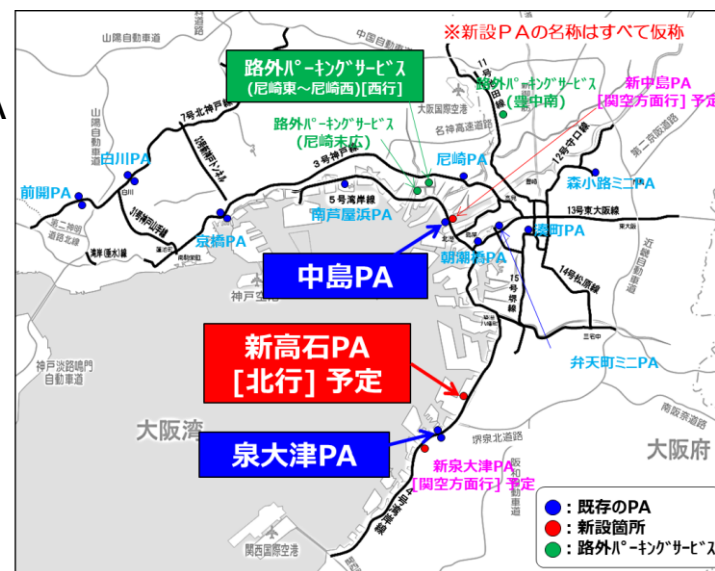 ※新設ＰＡの名称はすべて仮称
山陽自動車道
中国自動車道
路外ﾊﾟｰｷﾝｸﾞサービス
(尼崎東～尼崎西)[西行]
11号池田線
大阪国際空港
路外ﾊﾟｰｷﾝｸﾞサービス
(豊中南)
新中島PA
[関空方面行] 予定
A
7号北神戸線
山陽自動車道
名神高速道路
12号守口線
第二京阪道路
白川PA
白川
路外ﾊﾟｰｷﾝｸﾞサービス
(尼崎末広)
3号神戸線
尼崎PA
森小路ミニPA
前開PA
5号湾岸線
南芦屋浜PA
13号東大阪線
東大阪
31号神戸山手線
京橋PA
湊町PA
朝潮橋PA
中島PA
近畿自動車道
神戸空港
15号堺線
14号松原線
三宅中
弁天町ミニPA
新高石PA
[北行] 予定
神戸淡路鳴門
自動車道
南阪奈道路
大阪湾
堺泉北道路
大阪府
泉大津PA
新泉大津PA
[関空方面行] 予定
阪和自動車道
4号湾岸線
関西国際空港
：既存のPA
：新設箇所
：路外ﾊﾟｰｷﾝｸﾞサービス